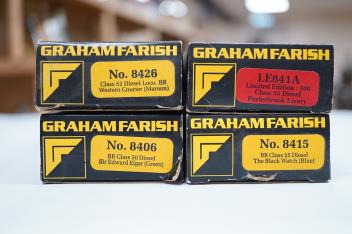 GRAHAM FARISH
No. 8426
Class 52 Diesel Loco. BR
Western Courier (Maroon)
GRAHAM FARISH
LE841A
Limited Edition : 500
Class 55 Diesel
Porterbrook Livery
GRAHAM FARISH
No. 8406
BR Class 50 Diesel
Sir Edward Elgar (Green)
GRAHAM FARISH
No. 8415
BR Class 55 Diesel
The Black Watch (Blue)